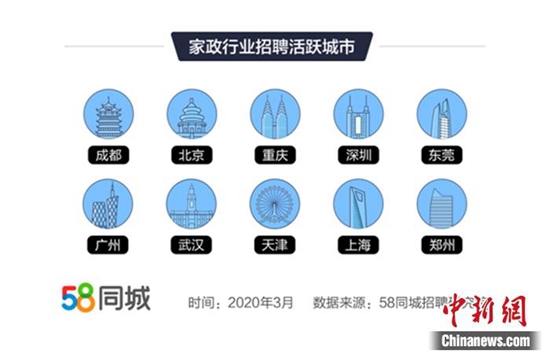 家政行业招聘活跃城市
成都 北京 重庆 深圳 东莞
广州 武汉 天津 上海 郑州
58同城 时间：2020年3月 数据来源：58同城招聘研究
中新网
Chinanews.com